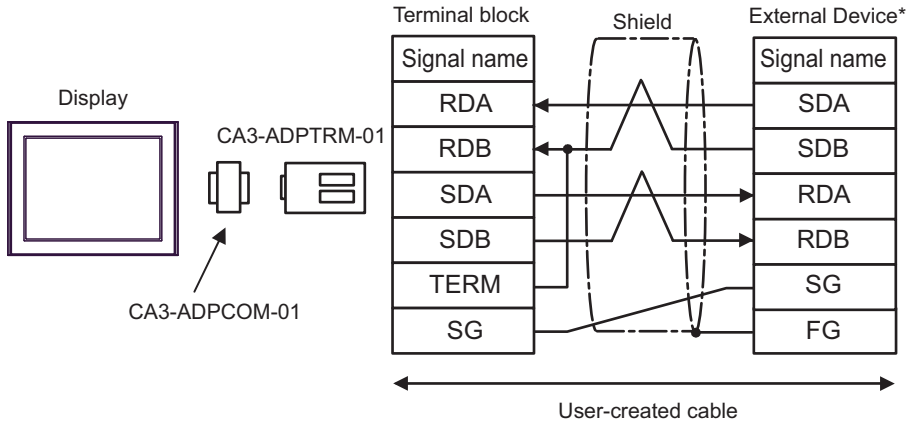 Terminal block
Shield
External Device*
Signal name
Signal name
Display
RDA
SDA
CA3-ADPTRM-01
RDB
SDB
SDA
RDA
SDB
RDB
TERM
SG
CA3-ADPCOM-01
SG
FG
User-created cable